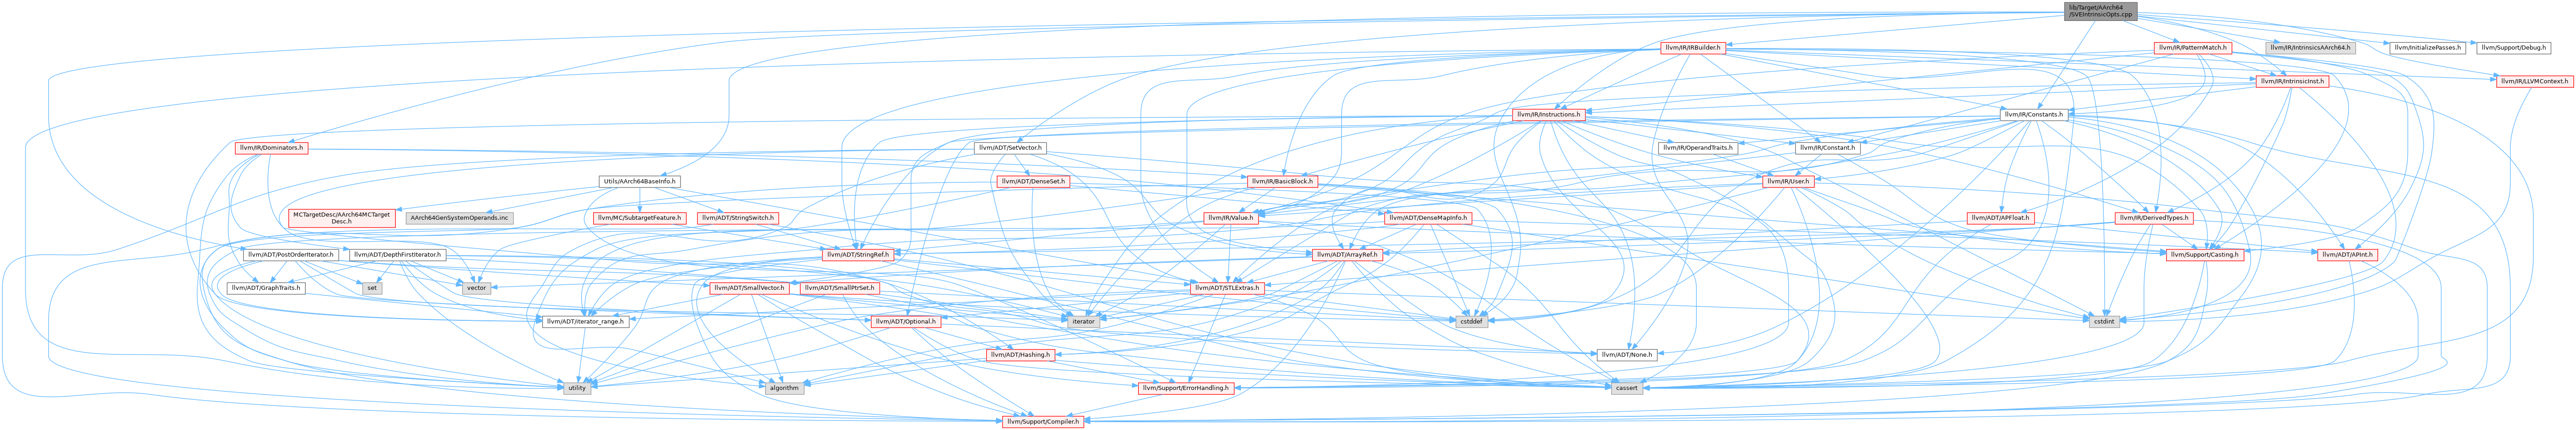 lib/Target/AArch64
/SVEIntrinsicOpts.cpp
llvm/IR/IRBuilder.h
llvm/IR/PatternMatch.h
llvm/IR/IntrinsicsAArch64.h
llvm/InitializePasses.h
llvm/Support/Debug.h
llvm/IR/IntrinsicInst.h
llvm/IR/LLVMContext.h
llvm/IR/Instructions.h
llvm/IR/Constants.h
llvm/IR/Dominators.h
llvm/ADT/SetVector.h
llvm/IR/OperandTraits.h
llvm/IR/Constant.h
Utils/AArch64BaseInfo.h
llvm/ADT/DenseSet.h
llvm/IR/BasicBlock.h
llvm/IR/User.h
MCTargetDesc/AArch64MCTarget
Desc.h
AArch64GenSystemOperands.inc
llvm/MC/SubtargetFeature.h
llvm/ADT/StringSwitch.h
llvm/IR/Value.h
llvm/ADT/DenseMapInfo.h
llvm/ADT/APFloat.h
llvm/IR/DerivedTypes.h
llvm/ADT/PostOrderIterator.h
llvm/ADT/DepthFirstIterator.h
llvm/ADT/StringRef.h
llvm/ADT/ArrayRef.h
llvm/Support/Casting.h
llvm/ADT/APInt.h
llvm/ADT/GraphTraits.h
set
vector
llvm/ADT/SmallVector.h
llvm/ADT/SmallPtrSet.h
llvm/ADT/STLExtras.h
llvm/ADT/iterator_range.h
llvm/ADT/Optional.h
iterator
cstddef
cstdint
llvm/ADT/Hashing.h
llvm/ADT/None.h
utility
algorithm
llvm/Support/ErrorHandling.h
cassert
llvm/Support/Compiler.h